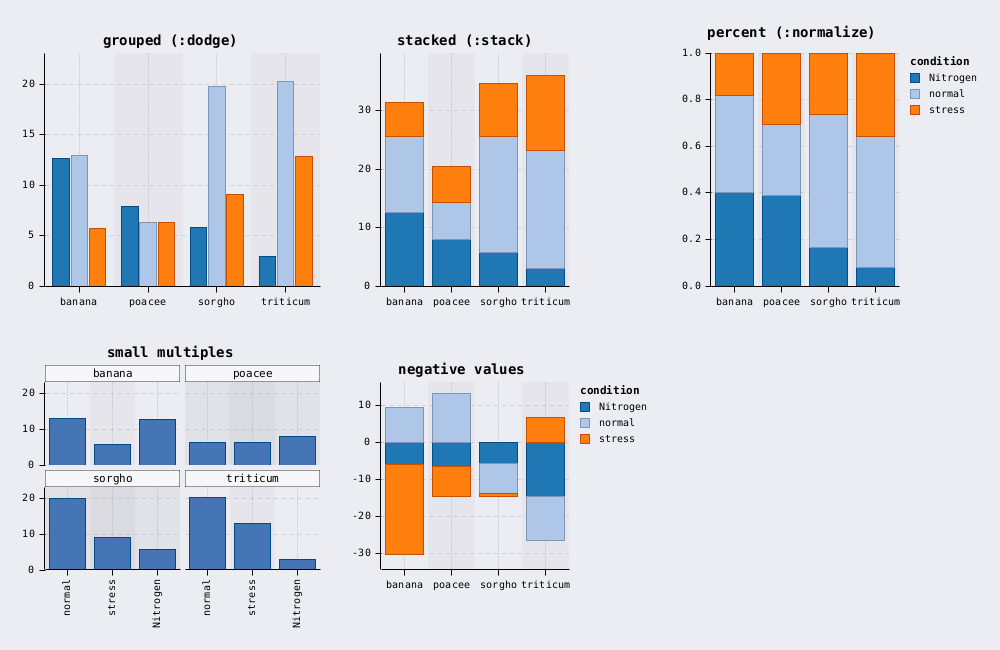 grouped (:dodge)
20
15
10
5
0
banana poacee sorgho triticum
stacked (:stack)
30
20
10
0
banana poacee sorgho triticum
percent (:normalize)
1.0
0.8
0.6
0.4
0.2
0.0
banana poacee sorgho triticum
condition
Nitrogen
normal
stress
small multiples
banana poacee
20
10
0
sorgho triticum
20
10
0
normal stress Nitrogen normal stress Nitrogen
negative values
10
0
-10
-20
-30
banana poacee sorgho triticum
condition
Nitrogen
normal
stress